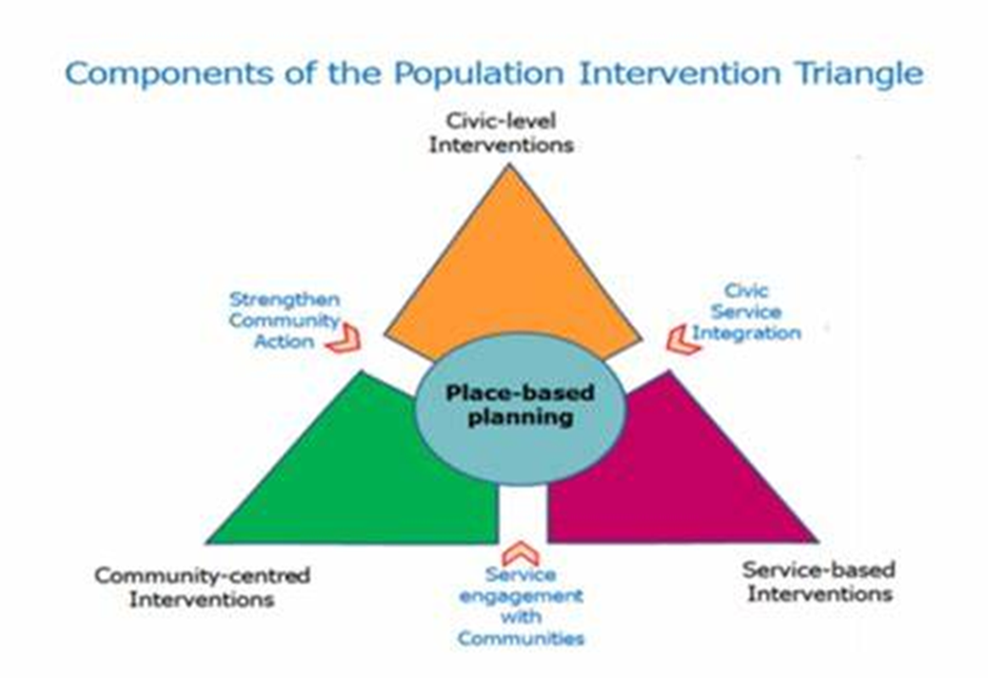 Components of the Population Intervention Triangle
Civic-level
Interventions
Strengthen
Community
Action
Civic
Service
Integration
Place-based
planning
Community-centred
Interventions
Service
engagement
with
Communities
Service-based
Interventions